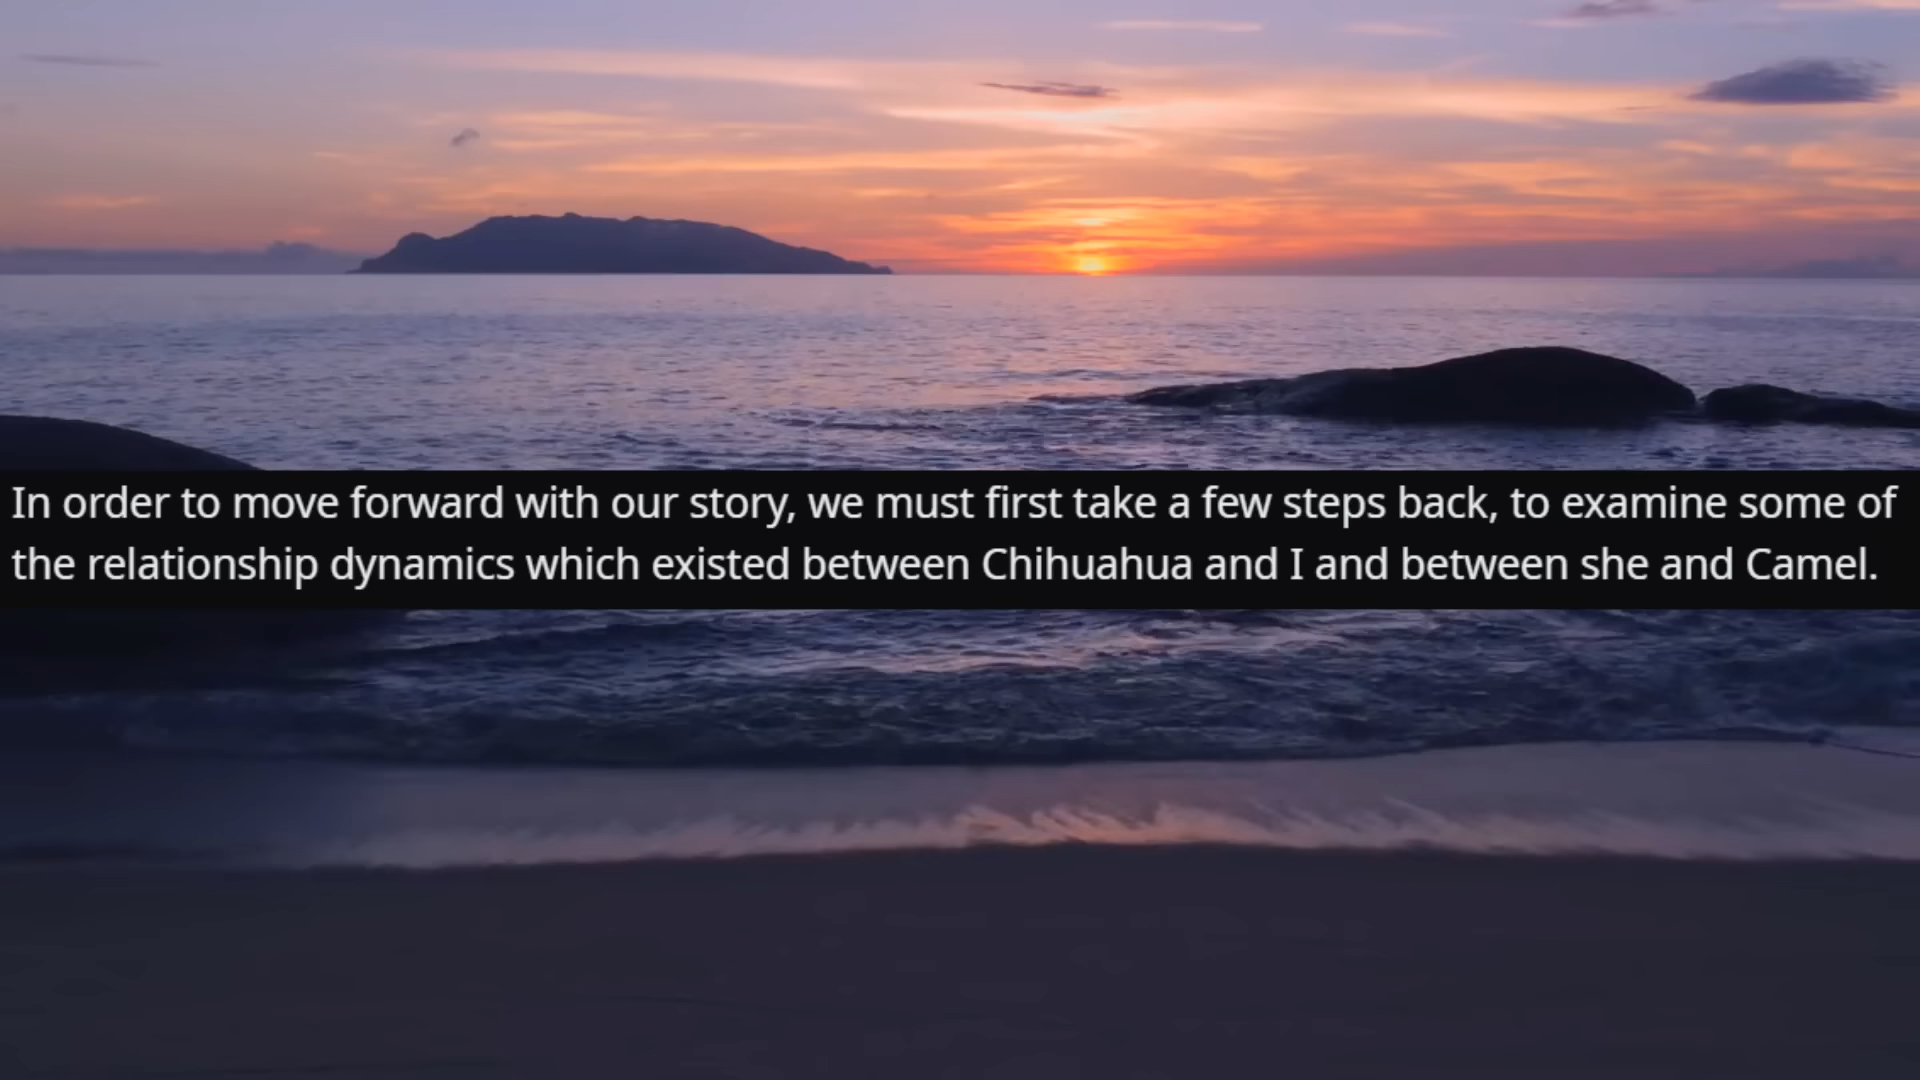 In order to move forward with our story, we must first take a few steps back, to examine some of
the relationship dynamics which existed between Chihuahua and I and between she and Camel.